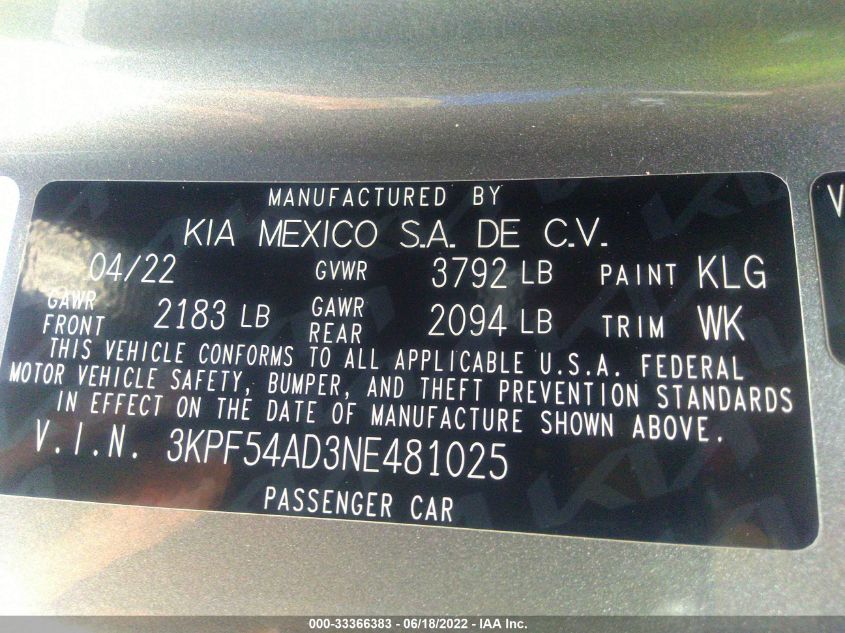 MANUFACTURED BY
KIA MEXICO S.A. DE C.V.
04/22 GVWR 3792 LB PAINT KLG
GAWR FRONT 2183 LB GAWR REAR 2094 LB TRIM WK
THIS VEHICLE CONFORMS TO ALL APPLICABLE U.S.A. FEDERAL
MOTOR VEHICLE SAFETY, BUMPER, AND THEFT PREVENTION STANDARDS
IN EFFECT ON THE DATE OF MANUFACTURE SHOWN ABOVE.
V.I.N. 3KPF54AD3NE481025
PASSENGER CAR
V
000-33366383 - 06/18/2022 - IAA Inc.